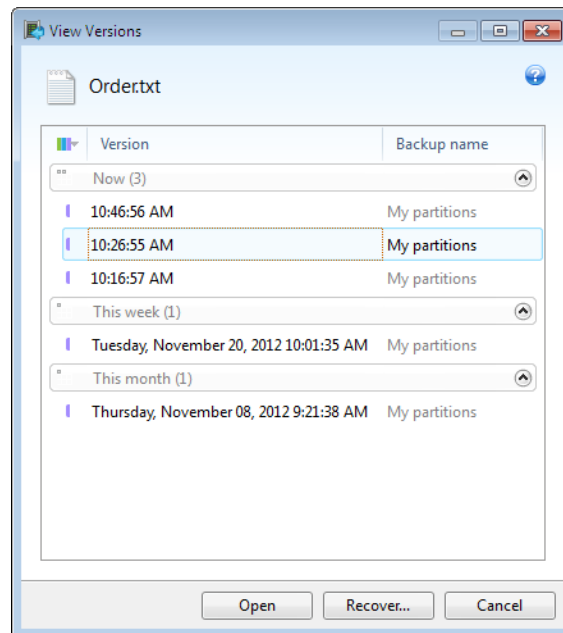 View Versions
Order.txt
Version Backup name
Now (3)
10:46:56 AM My partitions
10:26:55 AM My partitions
10:16:57 AM My partitions
This week (1)
Tuesday, November 20, 2012 10:01:35 AM My partitions
This month (1)
Thursday, November 08, 2012 9:21:38 AM My partitions
Open Recover... Cancel